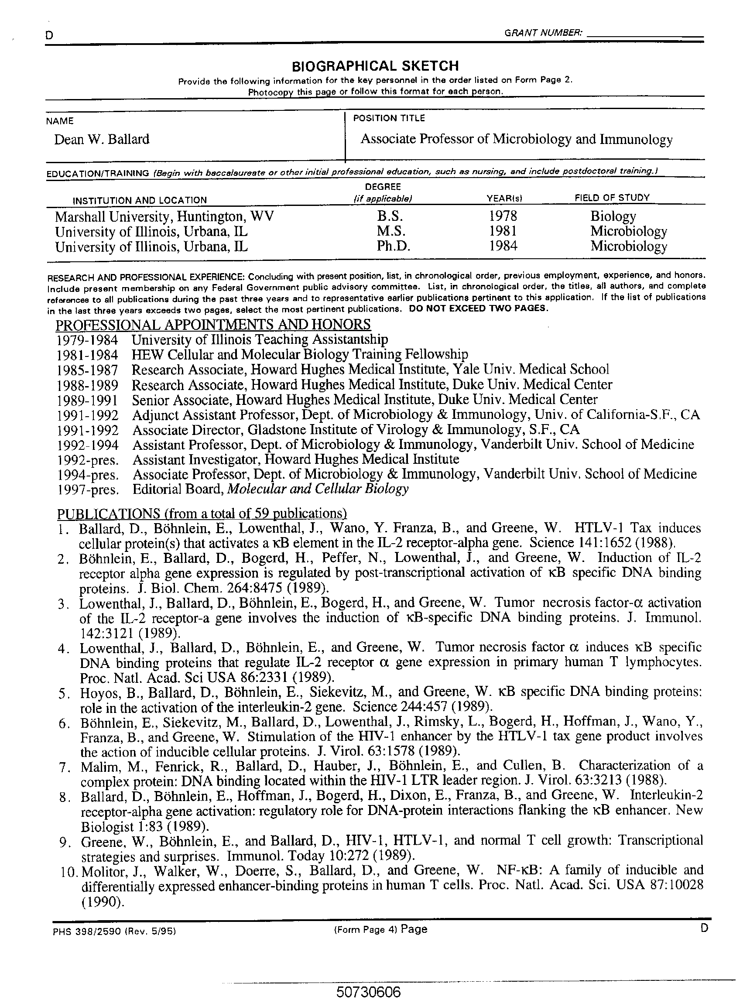 D
GRANT NUMBER:
BIOGRAPHICAL SKETCH
Provide the following information for the key personnel in the order listed on Form Page 2.
Photocopy this page or follow this format for each person.
NAME
POSITION TITLE
Dean W. Ballard
Associate Professor of Microbiology and Immunology
EDUCATION/TRAINING (Begin with baccalaureate or other initial professional education, such as nursing, and include postdoctoral training.)
INSTITUTION AND LOCATION
DEGREE
(if applicable)
YEAR(s)
FIELD OF STUDY
Marshall University, Huntington, WV B.S. 1978 Biology
University of Illinois, Urbana, IL M.S. 1981 Microbiology
University of Illinois, Urbana, IL Ph.D. 1984 Microbiology
RESEARCH AND PROFESSIONAL EXPERIENCE: Concluding with present position, list, in chronological order, previous employment, experience, and honors.
Include present membership on any Federal Government public advisory committee. List, in chronological order, the titles, all authors, and complete
references to all publications during the past three years and to representative earlier publications pertinent to this application. If the list of publications
in the last three years exceeds two pages, select the most pertinent publications. DO NOT EXCEED TWO PAGES.
PROFESSIONAL APPOINTMENTS AND HONORS
1979-1984 University of Illinois Teaching Assistantship
1981-1984 HEW Cellular and Molecular Biology Training Fellowship
1985-1987 Research Associate, Howard Hughes Medical Institute, Yale Univ. Medical School
1988-1989 Research Associate, Howard Hughes Medical Institute, Duke Univ. Medical Center
1989-1991 Senior Associate, Howard Hughes Medical Institute, Duke Univ. Medical Center
1991-1992 Adjunct Assistant Professor, Dept. of Microbiology & Immunology, Univ. of California-S.F., CA
1991-1992 Associate Director, Gladstone Institute of Virology & Immunology, S.F., CA
1992-1994 Assistant Professor, Dept. of Microbiology & Immunology, Vanderbilt Univ. School of Medicine
1992-pres. Assistant Investigator, Howard Hughes Medical Institute
1994-pres. Associate Professor, Dept. of Microbiology & Immunology, Vanderbilt Univ. School of Medicine
1997-pres. Editorial Board, Molecular and Cellular Biology
PUBLICATIONS (from a total of 59 publications)
1. Ballard, D., Böhnlein, E., Lowenthal, J., Wano, Y. Franza, B., and Greene, W. HTLV-1 Tax induces
cellular protein(s) that activates a κB element in the IL-2 receptor-alpha gene. Science 141:1652 (1988).
2. Böhnlein, E., Ballard, D., Bogerd, H., Peffer, N., Lowenthal, J., and Greene, W. Induction of IL-2
receptor alpha gene expression is regulated by post-transcriptional activation of κB specific DNA binding
proteins. J. Biol. Chem. 264:8475 (1989).
3. Lowenthal, J., Ballard, D., Böhnlein, E., Bogerd, H., and Greene, W. Tumor necrosis factor-α activation
of the IL-2 receptor-a gene involves the induction of κB-specific DNA binding proteins. J. Immunol.
142:3121 (1989).
4. Lowenthal, J., Ballard, D., Böhnlein, E., and Greene, W. Tumor necrosis factor α induces κB specific
DNA binding proteins that regulate IL-2 receptor α gene expression in primary human T lymphocytes.
Proc. Natl. Acad. Sci USA 86:2331 (1989).
5. Hoyos, B., Ballard, D., Böhnlein, E., Siekevitz, M., and Greene, W. κB specific DNA binding proteins:
role in the activation of the interleukin-2 gene. Science 244:457 (1989).
6. Böhnlein, E., Siekevitz, M., Ballard, D., Lowenthal, J., Rimsky, L., Bogerd, H., Hoffman, J., Wano, Y.,
Franza, B., and Greene, W. Stimulation of the HIV-1 enhancer by the HTLV-1 tax gene product involves
the action of inducible cellular proteins. J. Virol. 63:1578 (1989).
7. Malim, M., Fenrick, R., Ballard, D., Hauber, J., Böhnlein, E., and Cullen, B. Characterization of a
complex protein: DNA binding located within the HIV-1 LTR leader region. J. Virol. 63:3213 (1988).
8. Ballard, D., Böhnlein, E., Hoffman, J., Bogerd, H., Dixon, E., Franza, B., and Greene, W. Interleukin-2
receptor-alpha gene activation: regulatory role for DNA-protein interactions flanking the κB enhancer. New
Biologist 1:83 (1989).
9. Greene, W., Böhnlein, E., and Ballard, D., HIV-1, HTLV-1, and normal T cell growth: Transcriptional
strategies and surprises. Immunol. Today 10:272 (1989).
10. Molitor, J., Walker, W., Doerre, S., Ballard, D., and Greene, W. NF-κB: A family of inducible and
differentially expressed enhancer-binding proteins in human T cells. Proc. Natl. Acad. Sci. USA 87:10028
(1990).
PHS 398/2590 (Rev. 5/95)
(Form Page 4) Page
D
50730606